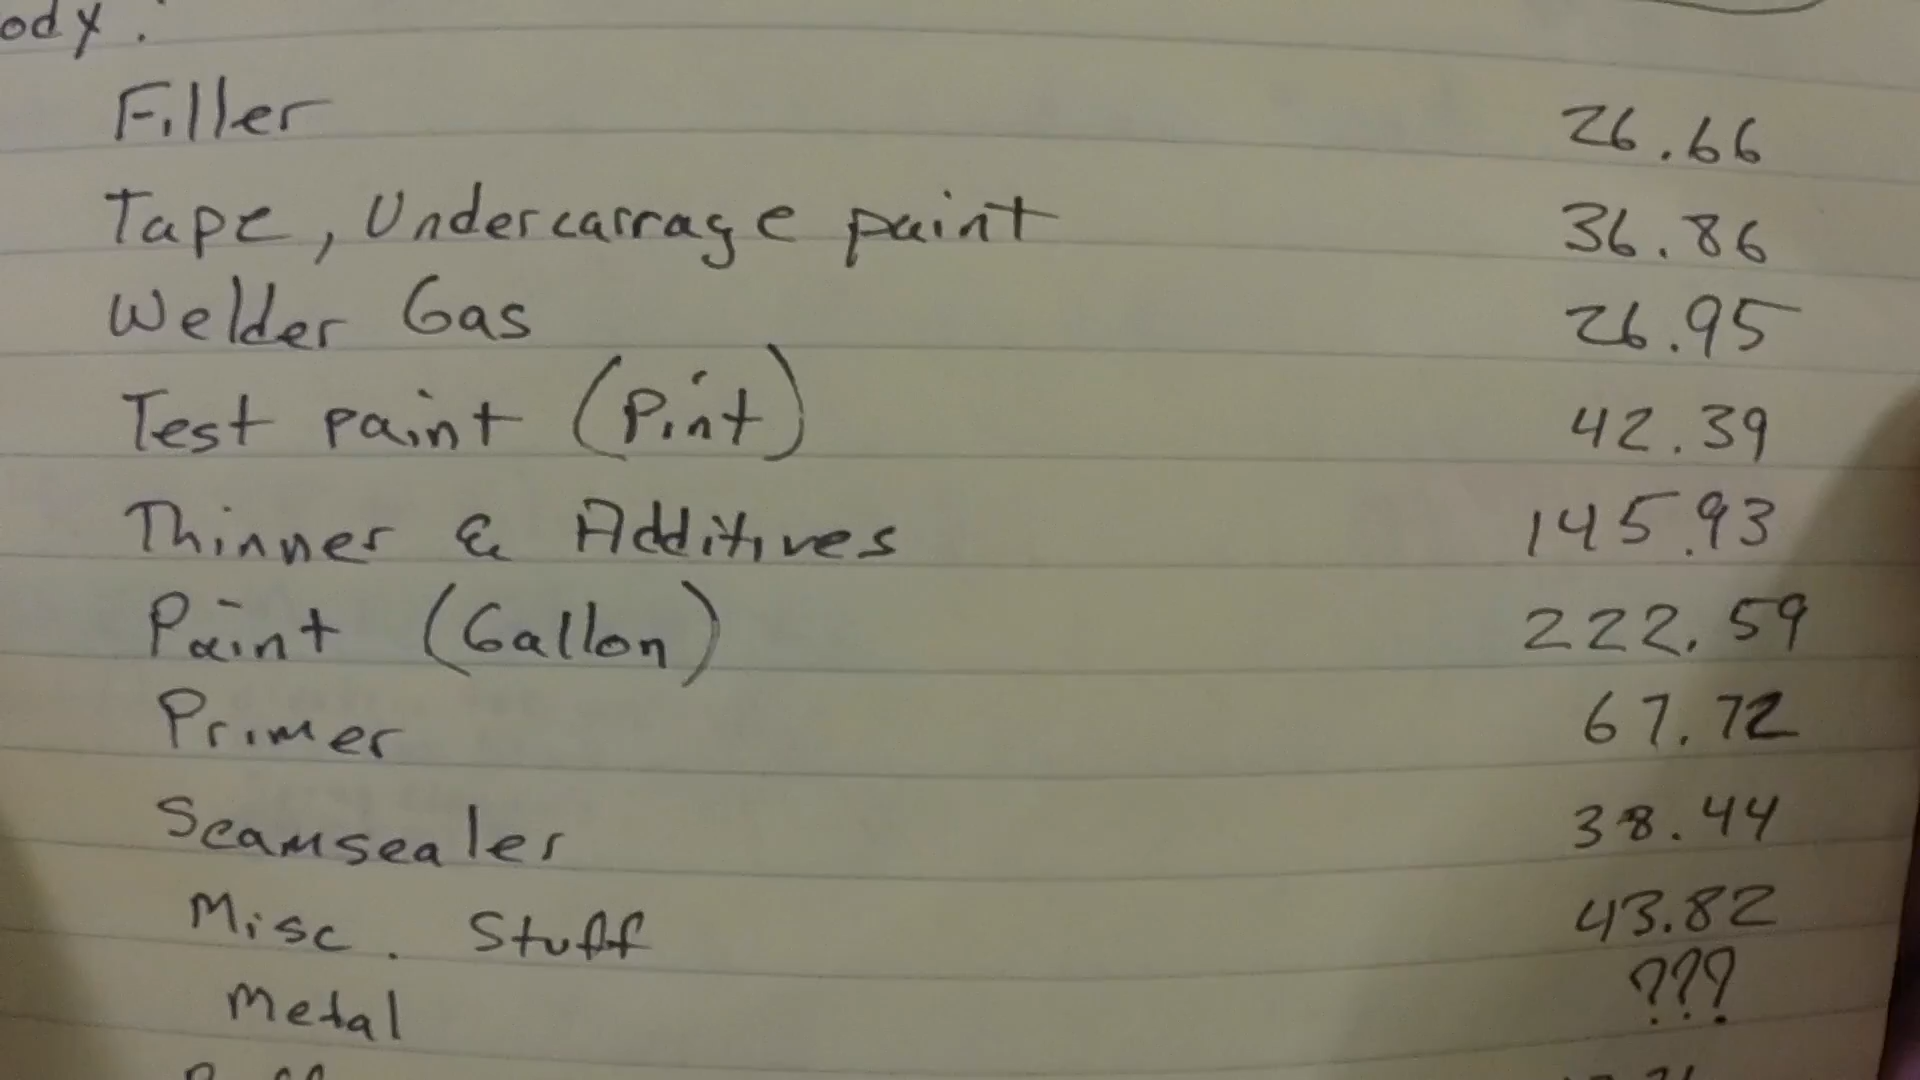 ody.
Filler 26.66
Tape, Undercarrage paint 36.86
Welder Gas 26.95
Test paint (Pint) 42.39
Thinner & Additives 145.93
Paint (Gallon) 222.59
Primer 67.72
Seamsealer 38.44
Misc. Stuff 43.82
Metal ???